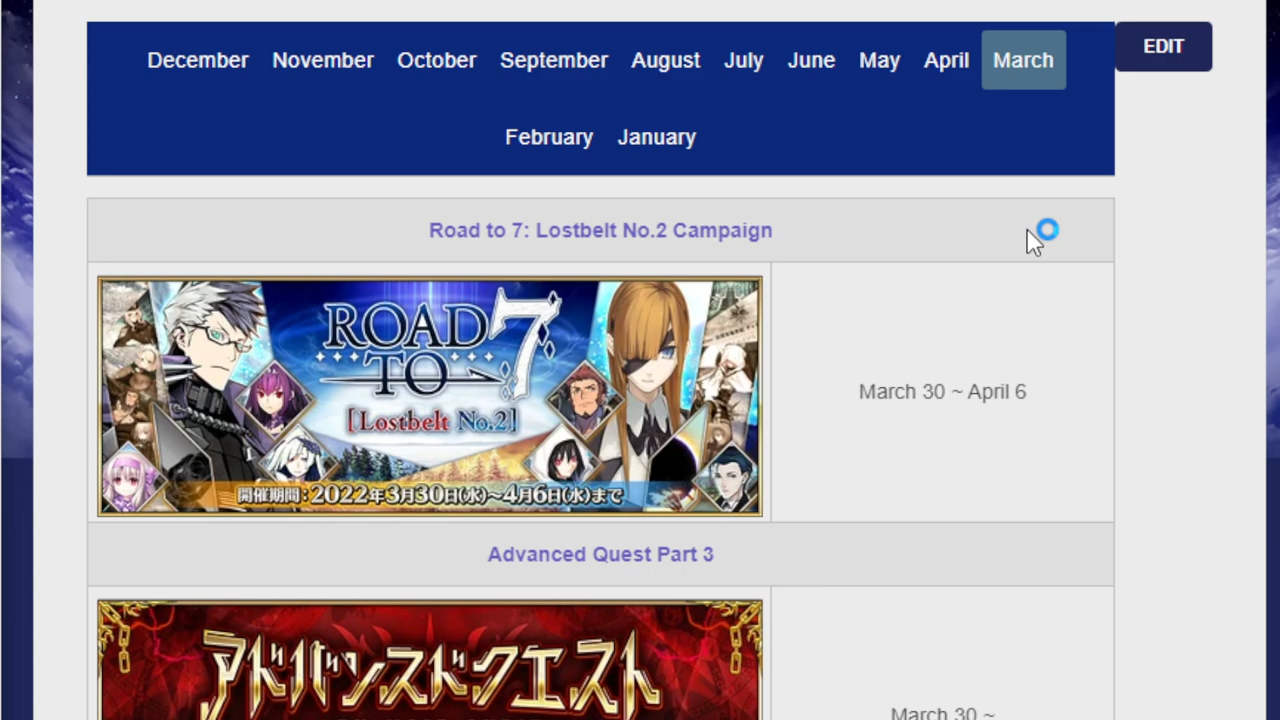 December November October September August July June May April March
EDIT
February January
Road to 7: Lostbelt No.2 Campaign
ROAD
TO 7
[Lostbelt No.2]
開催期間:2022年3月30日(水)~4月6日(水)まで
March 30 ~ April 6
Advanced Quest Part 3
アドバンスドクエスト
March 30 ~